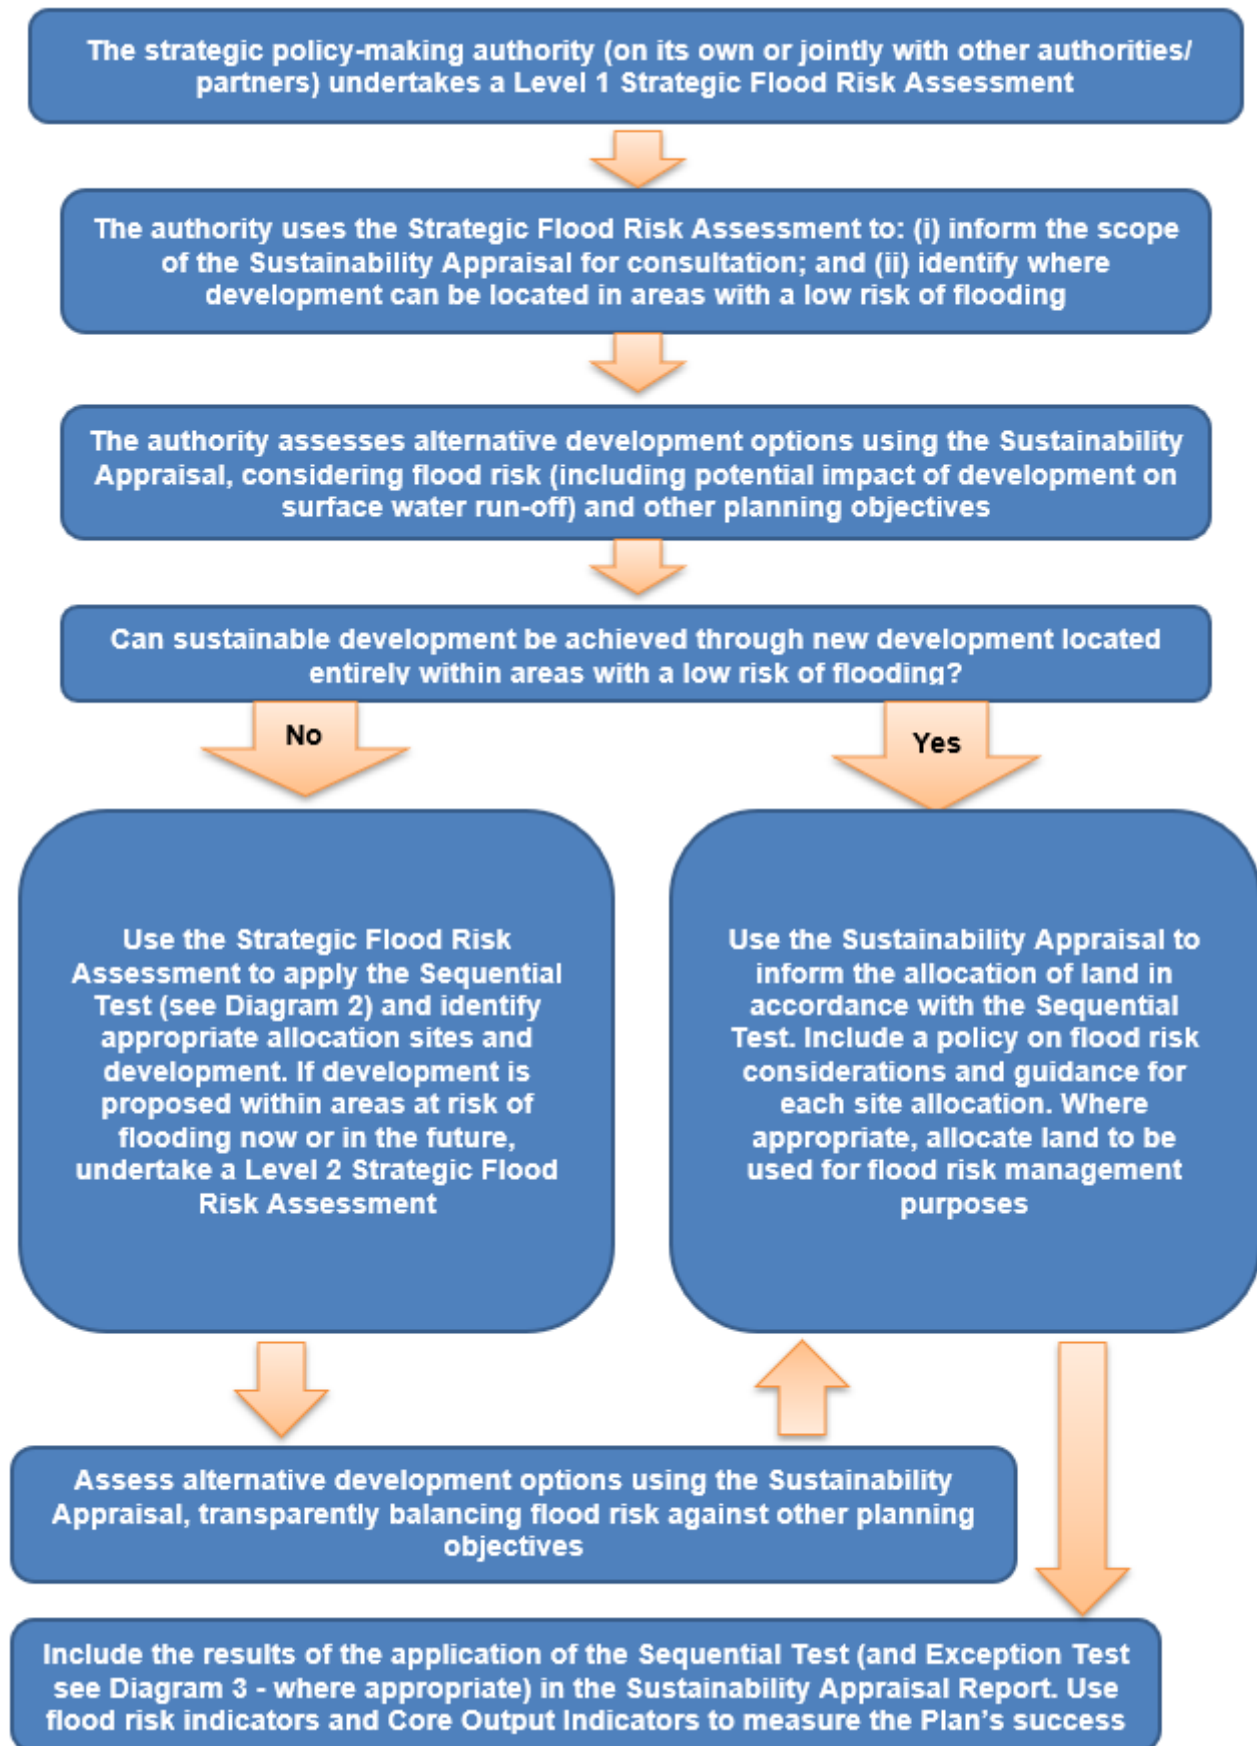 The strategic policy-making authority (on its own or jointly with other authorities/
partners) undertakes a Level 1 Strategic Flood Risk Assessment
The authority uses the Strategic Flood Risk Assessment to: (i) inform the scope
of the Sustainability Appraisal for consultation; and (ii) identify where
development can be located in areas with a low risk of flooding
The authority assesses alternative development options using the Sustainability
Appraisal, considering flood risk (including potential impact of development on
surface water run-off) and other planning objectives
Can sustainable development be achieved through new development located
entirely within areas with a low risk of flooding?
No
Yes
Use the Strategic Flood Risk
Assessment to apply the Sequential
Test (see Diagram 2) and identify
appropriate allocation sites and
development. If development is
proposed within areas at risk of
flooding now or in the future,
undertake a Level 2 Strategic Flood
Risk Assessment
Use the Sustainability Appraisal to
inform the allocation of land in
accordance with the Sequential
Test. Include a policy on flood risk
considerations and guidance for
each site allocation. Where
appropriate, allocate land to be
used for flood risk management
purposes
Assess alternative development options using the Sustainability
Appraisal, transparently balancing flood risk against other planning
objectives
Include the results of the application of the Sequential Test (and Exception Test
see Diagram 3 - where appropriate) in the Sustainability Appraisal Report. Use
flood risk indicators and Core Output Indicators to measure the Plan's success